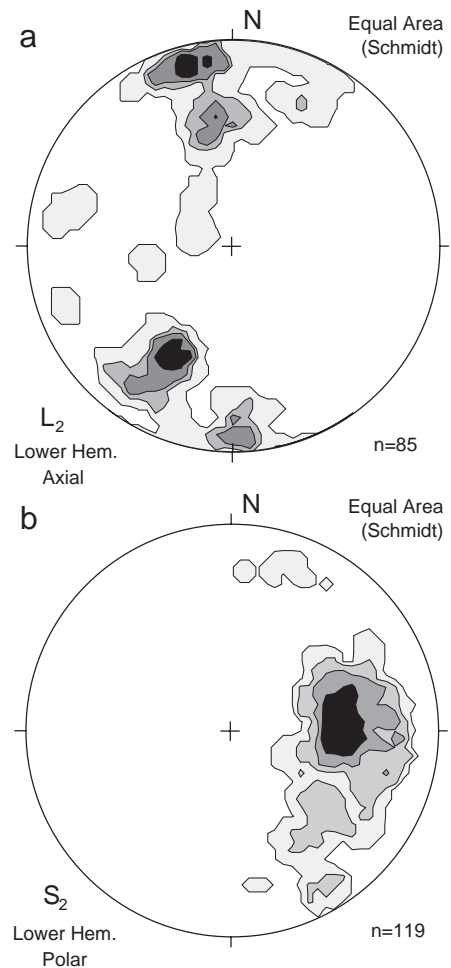 a
N
Equal Area
(Schmidt)
L2
Lower Hem.
Axial
n=85
b
N
Equal Area
(Schmidt)
S2
Lower Hem.
Polar
n=119